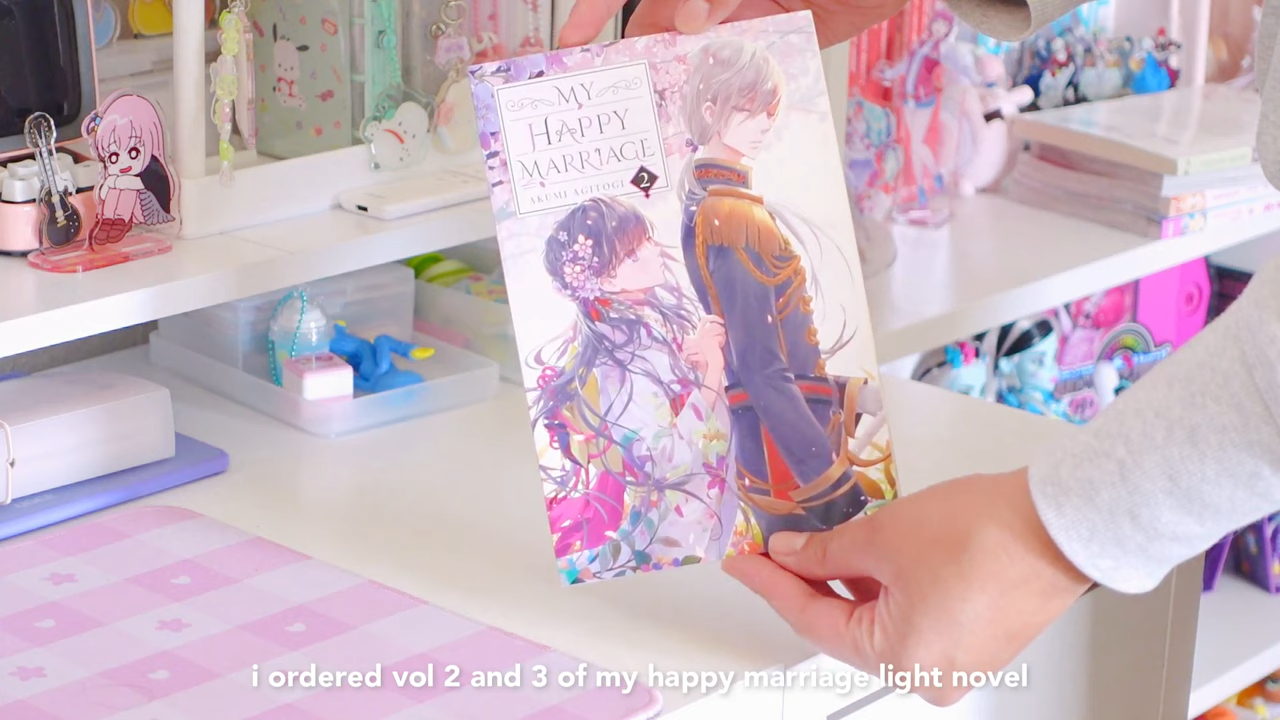 MY
HAPPY
MARRIAGE
2
AKUMI AGITOGI
i ordered vol 2 and 3 of my happy marriage light novel